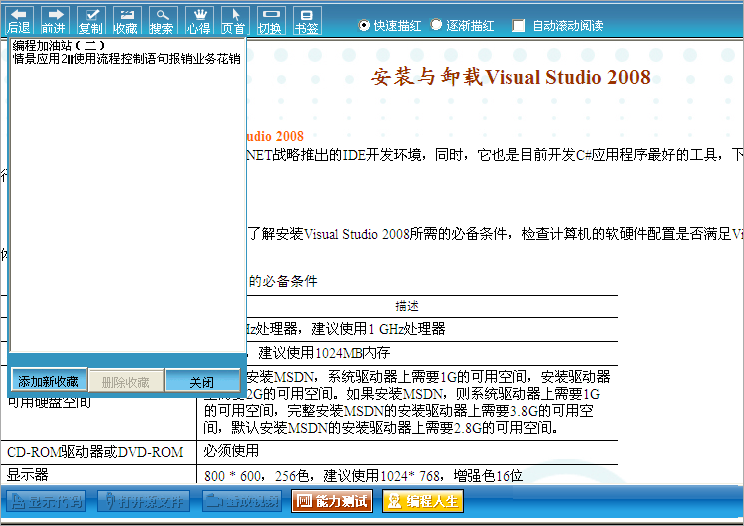 后退 前进 复制 收藏 搜索 心得 页首 切换 书签 快速描红 逐渐描红 自动滚动阅读
编程加油站（二）
情景应用2||使用流程控制语句报销业务花销
安装与卸载Visual Studio 2008
udio 2008
NET战略推出的IDE开发环境，同时，它也是目前开发C#应用程序最好的工具，下
行
了解安装Visual Studio 2008所需的必备条件，检查计算机的软硬件配置是否满足Vi
体
的必备条件
描述
Hz处理器，建议使用1 GHz处理器
，建议使用1024MB内存
添加新收藏 删除收藏 关闭
可用硬盘空间
安装MSDN，系统驱动器上需要1G的可用空间，安装驱动器
2G的可用空间。如果安装MSDN，则系统驱动器上需要1G
的可用空间，完整安装MSDN的安装驱动器上需要3.8G的可用空
间，默认安装MSDN的安装驱动器上需要2.8G的可用空间。
CD-ROM驱动器或DVD-ROM 必须使用
显示器 800 * 600，256色，建议使用1024* 768，增强色16位
显示代码 打开源文件 能力测试 编程人生